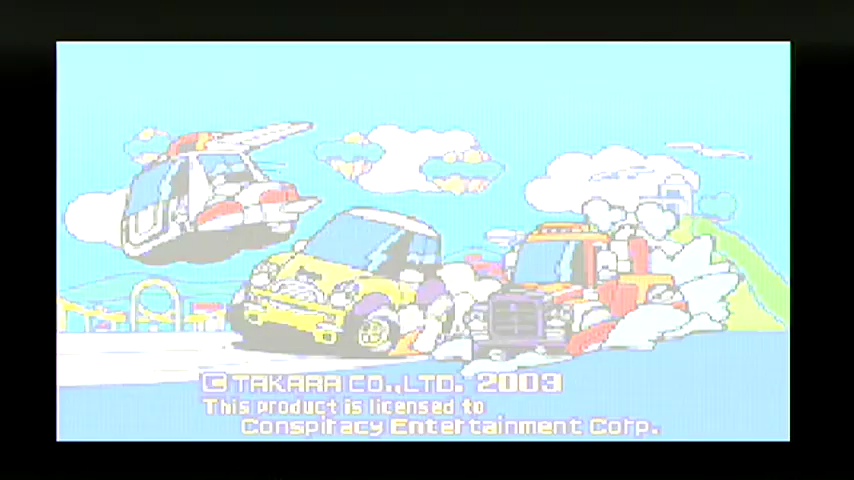 © TAKARA CO.,LTD. 2003
This product is licensed to
Conspiracy Entertainment Corp.